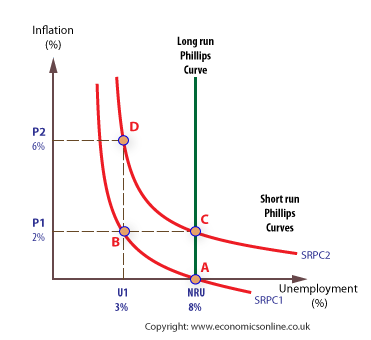 Inflation
(%)
Long run
Phillips
Curve
P2
6%
D
Short run
Phillips
Curves
P1
2%
B
C
SRPC2
A
U1
3%
NRU
8%
SRPC1
Unemployment
(%)
Copyright: www.economicsonline.co.uk